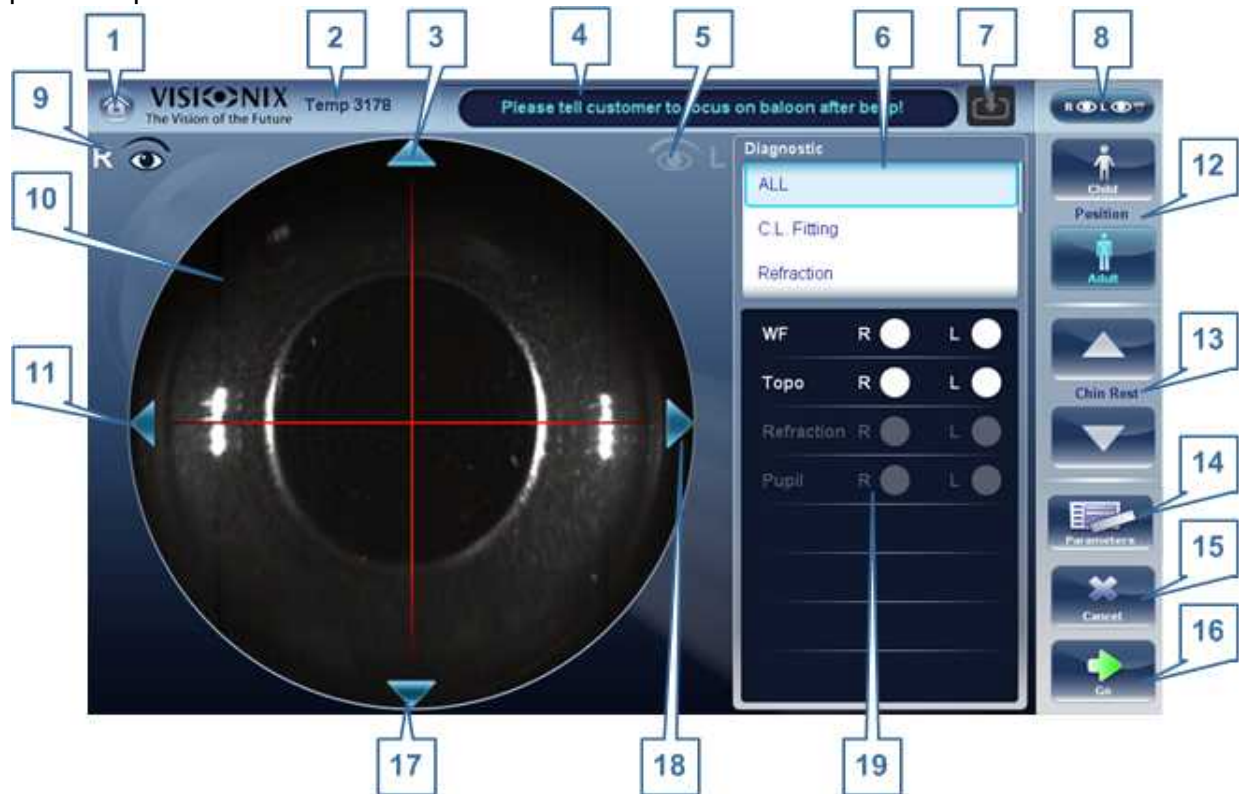 1
2
3
4
5
6
7
8
VISIONIX
The Vision of the Future
Temp 3178
Please tell customer to focus on baloon after beep!
R L
9
R
L
Diagnostic
ALL
C.L. Fitting
Refraction
Child
Position
Adult
12
10
WF R L
Topo R L
Refraction R L
Pupil R L
Chin Rest
13
11
14
Parameters
15
Cancel
16
Go
17
18
19